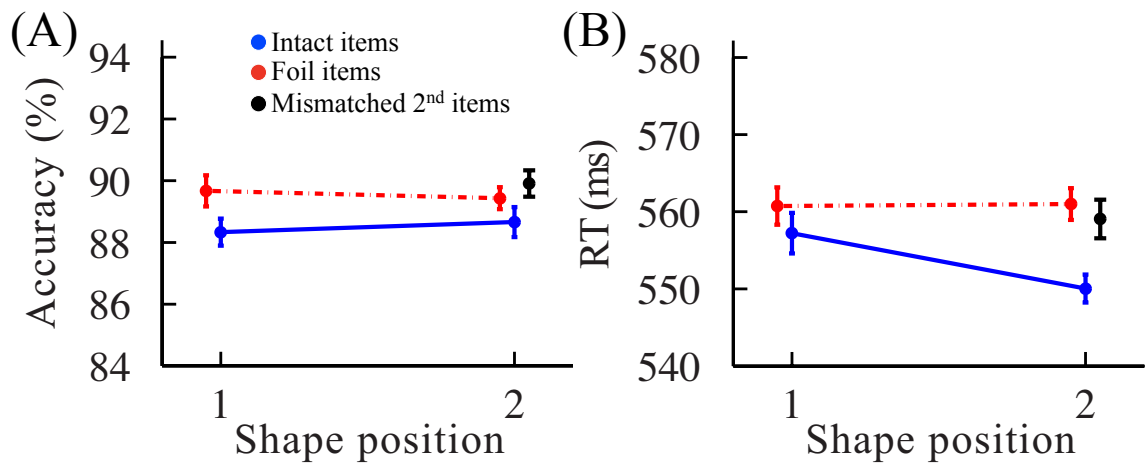 (A)
Intact items
Foil items
Mismatched 2nd items
Accuracy (%)
94
92
90
88
86
84
1
2
Shape position
(B)
RT (ms)
580
570
560
550
540
1
2
Shape position